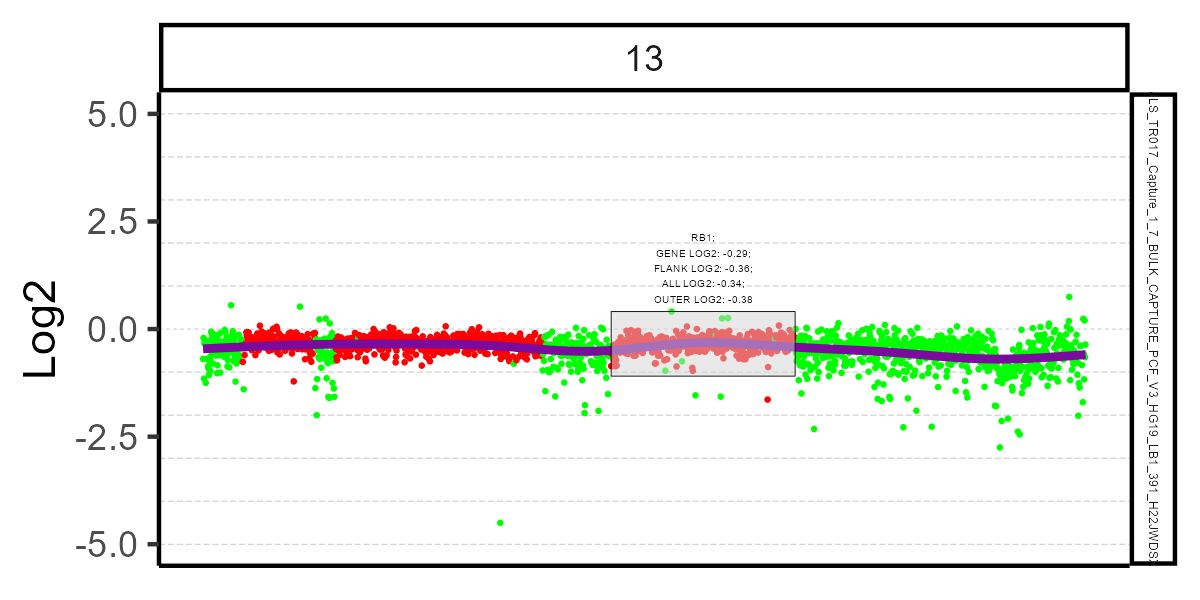 13
5.0
2.5
0.0
-2.5
-5.0
Log2
RB1;
GENE LOG2: -0.29;
FLANK LOG2: -0.36;
ALL LOG2: -0.34;
OUTER LOG2: -0.38
LS_TR017_Capture_1_7_BULK_CAPTURE_PCF_V3_HG19_LB1_391_H22JWDS